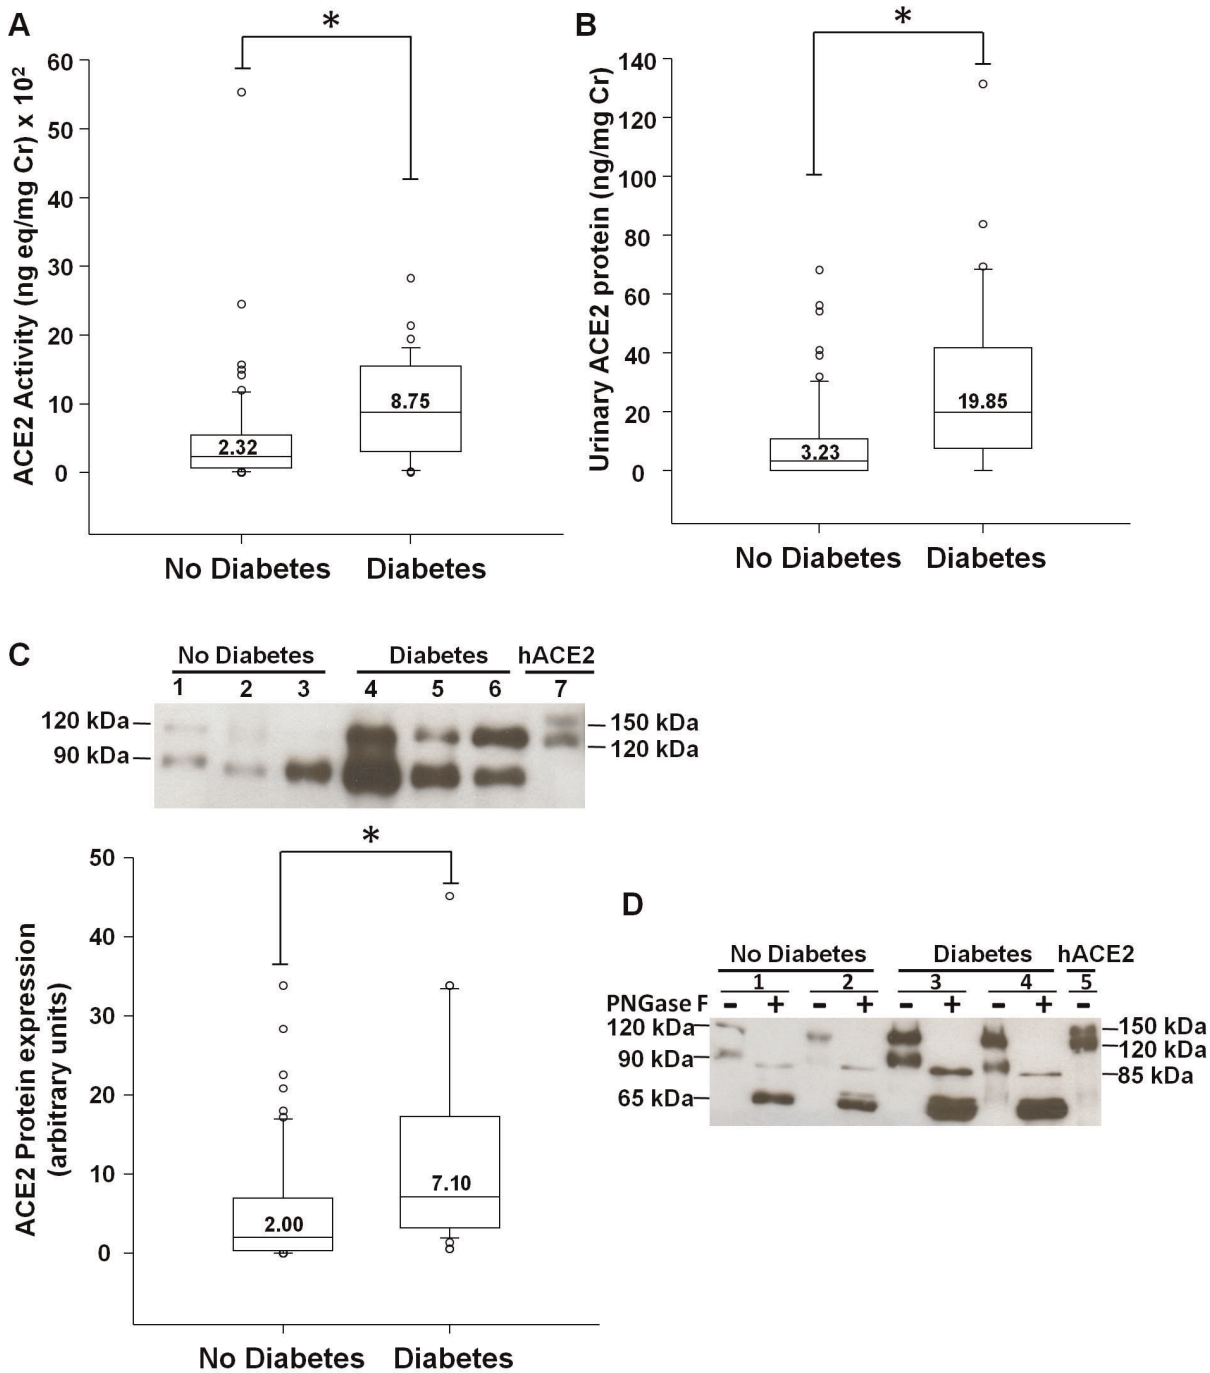 A
*
ACE2 Activity (ng eq/mg Cr) x 10²
60
50
40
30
20
10
0
2.32
8.75
No Diabetes
Diabetes
B
*
Urinary ACE2 protein (ng/mg Cr)
140
120
100
80
60
40
20
0
3.23
19.85
No Diabetes
Diabetes
C
No Diabetes
Diabetes
hACE2
1 2 3 4 5 6 7
120 kDa
90 kDa
150 kDa
120 kDa
*
ACE2 Protein expression
(arbitrary units)
50
40
30
20
10
0
2.00
7.10
No Diabetes
Diabetes
D
No Diabetes
Diabetes
hACE2
1 2 3 4 5
PNGase F - + - + - + - + -
120 kDa
90 kDa
65 kDa
150 kDa
120 kDa
85 kDa